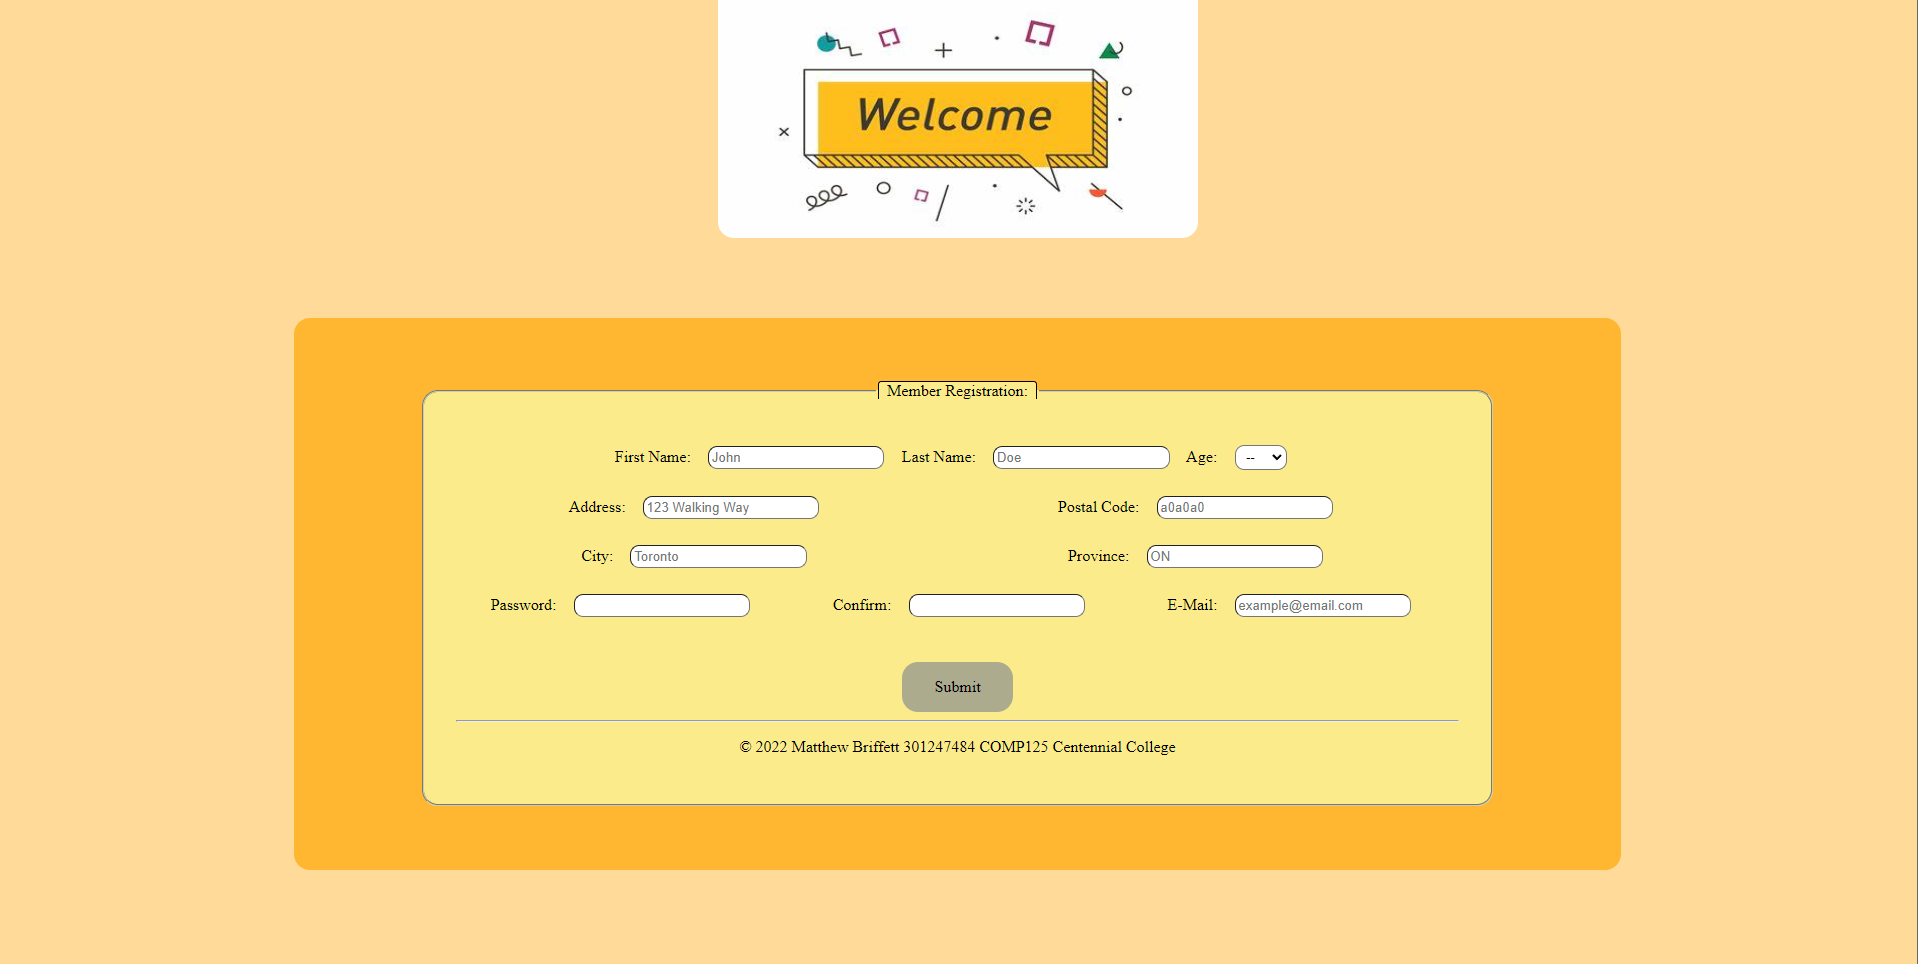 Welcome
Member Registration:
First Name: John Last Name: Doe Age: --
Address: 123 Walking Way Postal Code: a0a0a0
City: Toronto Province: ON
Password: Confirm: E-Mail: example@email.com
Submit
© 2022 Matthew Briffett 301247484 COMP125 Centennial College